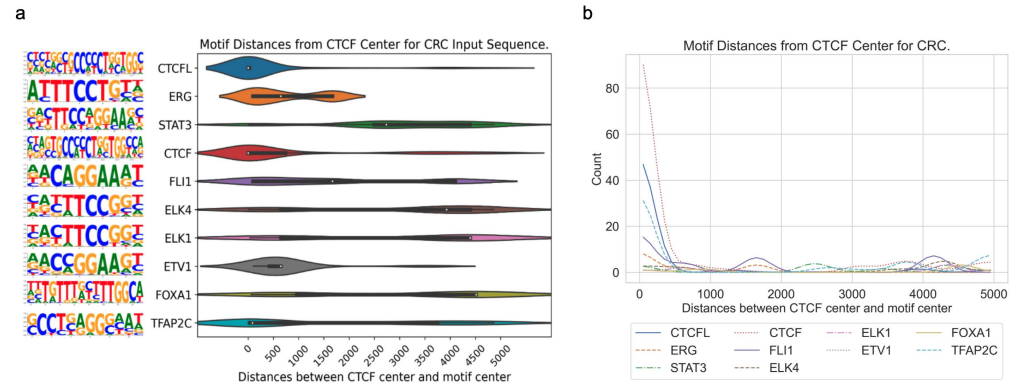 a
Motif Distances from CTCF Center for CRC Input Sequence.
CTCFL
ERG
STAT3
CTCF
FLI1
ELK4
ELK1
ETV1
FOXA1
TFAP2C
0 500 1000 1500 2000 2500 3000 3500 4000 4500 5000
Distances between CTCF center and motif center
b
Motif Distances from CTCF Center for CRC.
Count
80
60
40
20
0
0 1000 2000 3000 4000 5000
Distances between CTCF center and motif center
CTCFL CTCF ELK1 FOXA1
ERG FLI1 ETV1 TFAP2C
STAT3 ELK4